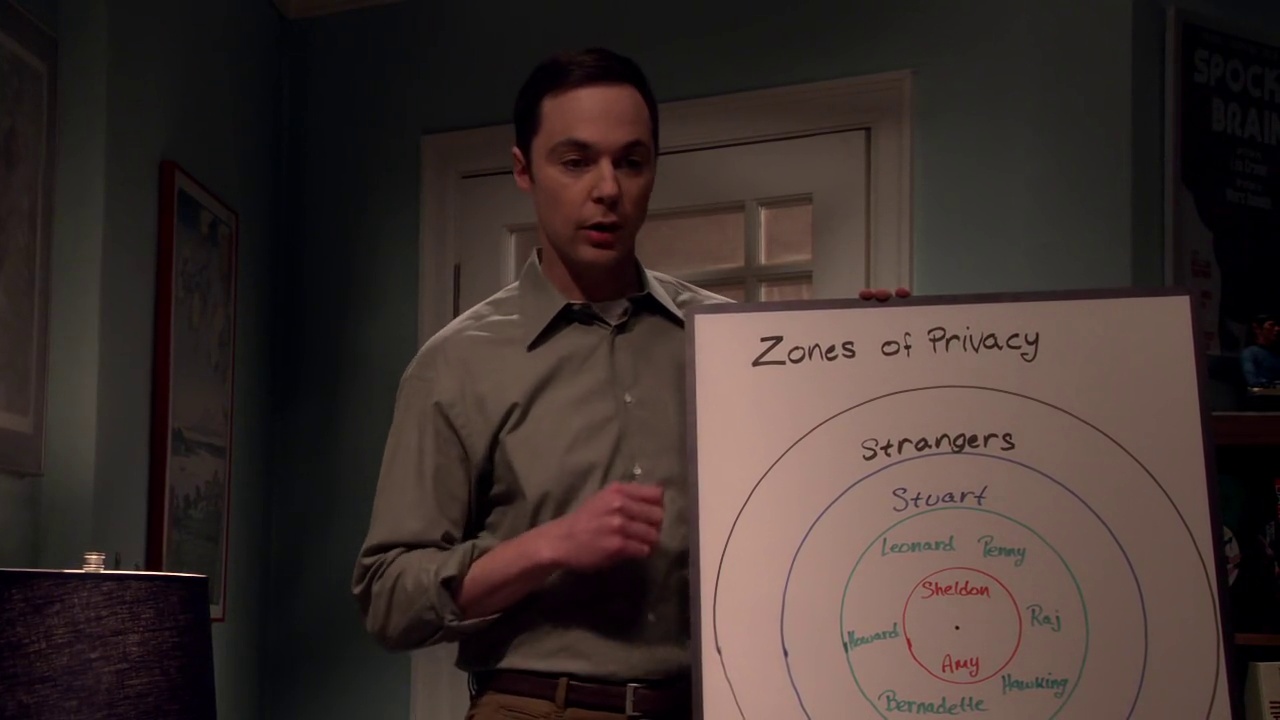 SPOCK
BRAIN
Zones of Privacy
Strangers
Stuart
Leonard Penny
Sheldon
Raj
Howard
Amy
Hawking
Bernadette